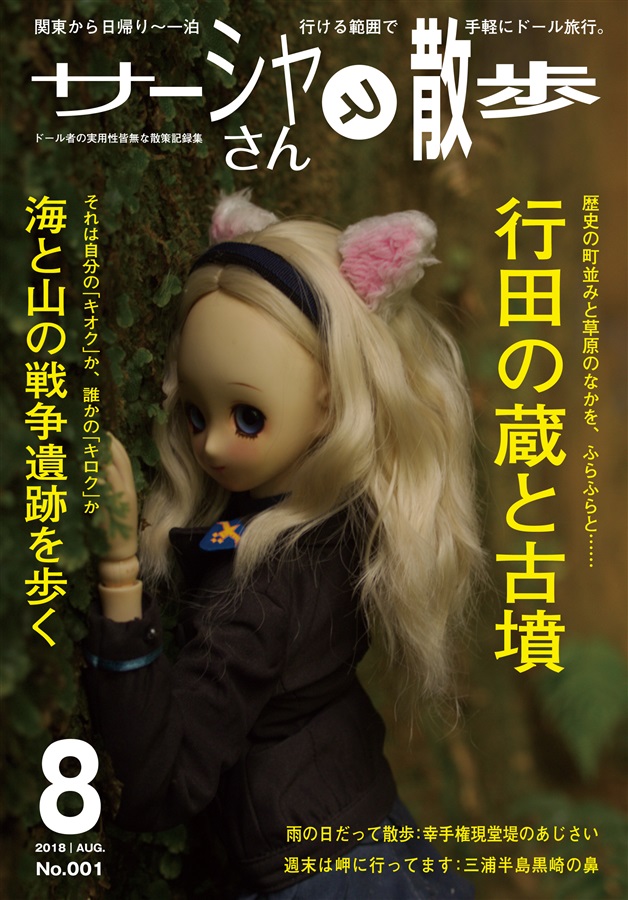 関東から日帰り〜一泊　行ける範囲で　手軽にドール旅行。
サーシャさん 散歩
ドール者の実用性皆無な散策記録集
歴史の町並みと草原のなかを、ふらふらと……
行田の蔵と古墳
それは自分の「キオク」か、誰かの「キロク」か
海と山の戦争遺跡を歩く
8
2018 | AUG.
No.001
雨の日だって散歩：幸手権現堂堤のあじさい
週末は岬に行ってます：三浦半島黒崎の鼻